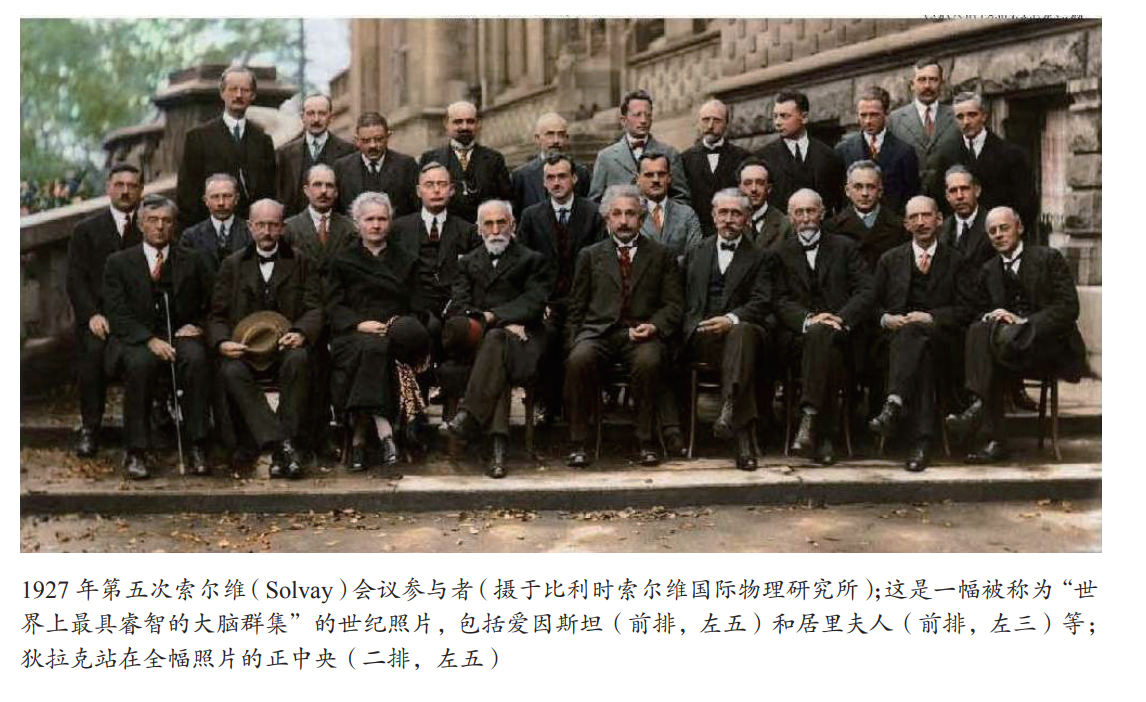 1927 年第五次索尔维（Solvay）会议参与者（摄于比利时索尔维国际物理研究所）;这是一幅被称为“世
界上最具睿智的大脑群集”的世纪照片，包括爱因斯坦（前排，左五）和居里夫人（前排，左三）等；
狄拉克站在全幅照片的正中央（二排，左五）